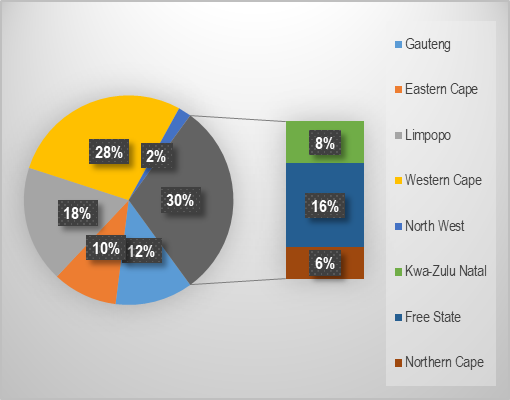 28%
2%
30%
18%
10%
12%
8%
16%
6%
Gauteng
Eastern Cape
Limpopo
Western Cape
North West
Kwa-Zulu Natal
Free State
Northern Cape